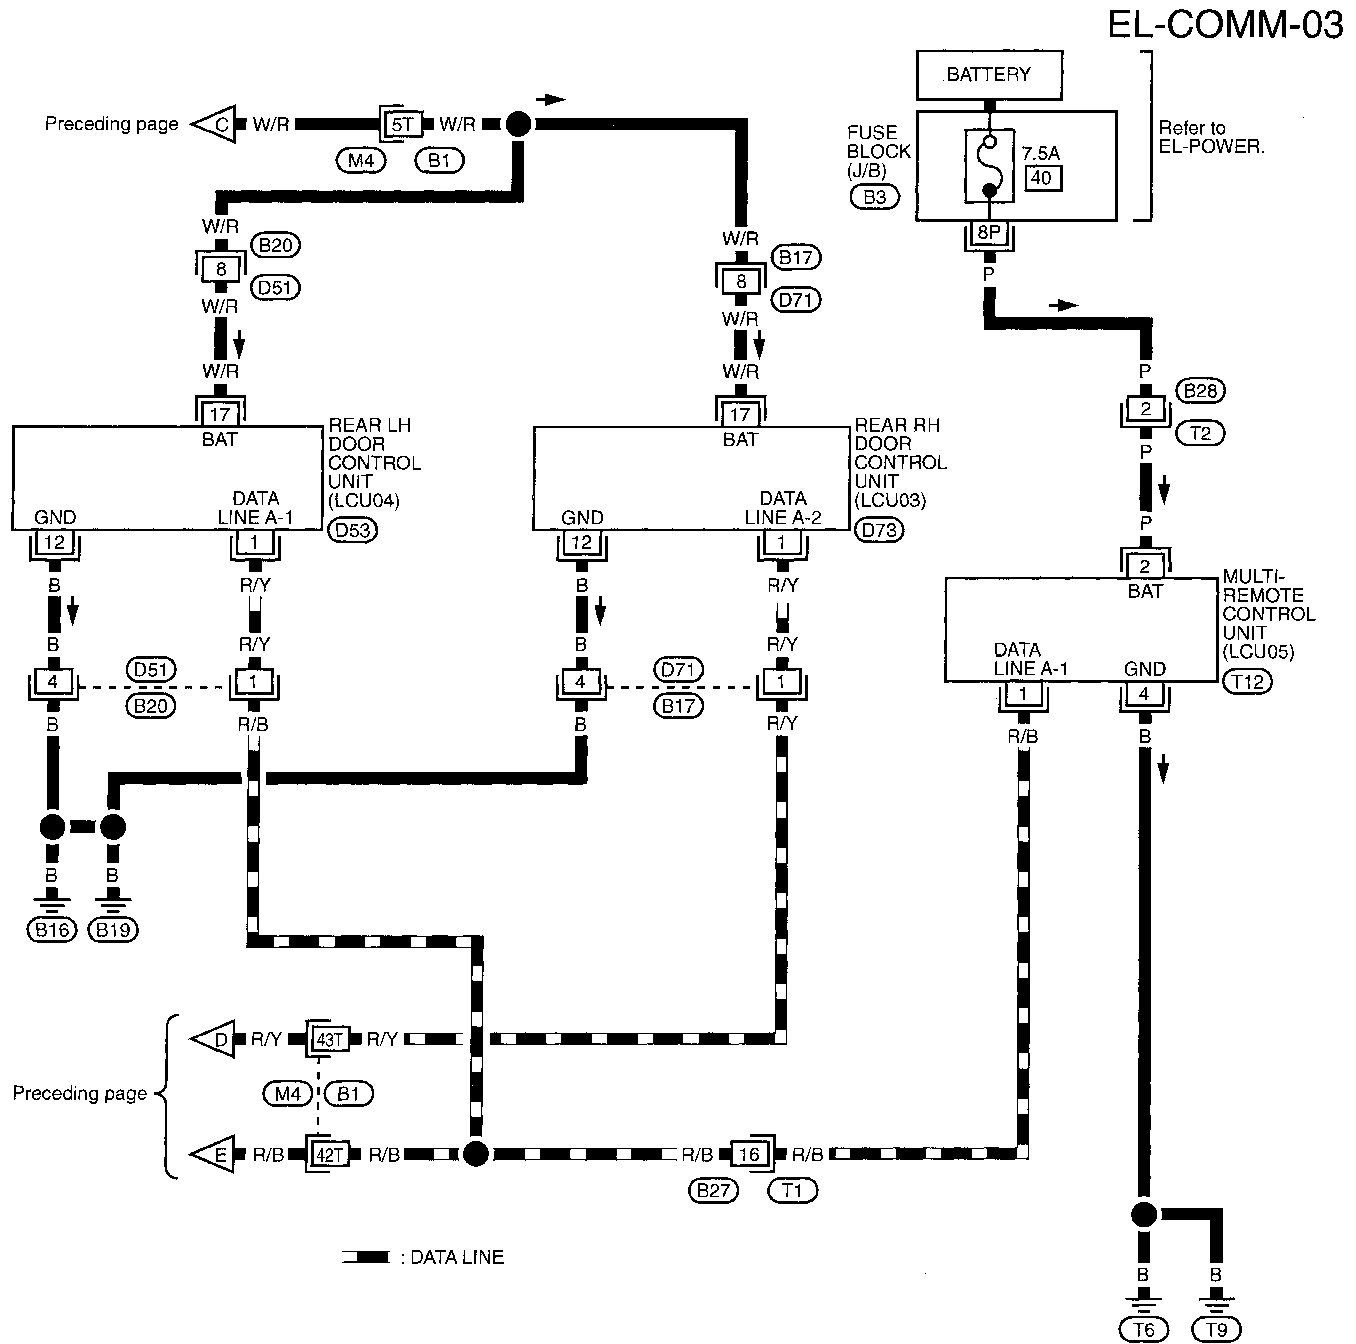 EL-COMM-03
BATTERY
Preceding page
C
W/R
5T
W/R
M4
B1
FUSE
BLOCK
(J/B)
B3
7.5A
40
8P
Refer to
EL-POWER.
P
W/R
8
B20
D51
W/R
W/R
17
W/R
8
B17
D71
W/R
W/R
17
P
2
B28
T2
P
P
2
BAT
REAR LH
DOOR
CONTROL
UNIT
(LCU04)
D53
GND
DATA
LINE A-1
12
1
BAT
REAR RH
DOOR
CONTROL
UNIT
(LCU03)
D73
GND
DATA
LINE A-2
12
1
BAT
MULTI-
REMOTE
CONTROL
UNIT
(LCU05)
T12
DATA
LINE A-1
GND
1
4
B
R/Y
B
R/Y
B
R/Y
B
R/Y
4
D51
B20
1
4
D71
B17
1
B
R/B
B
R/Y
R/B
B
B
B
B16
B19
Preceding page
D
R/Y
43T
R/Y
M4
B1
E
R/B
42T
R/B
R/B
16
R/B
B27
T1
: DATA LINE
B
B
T6
T9